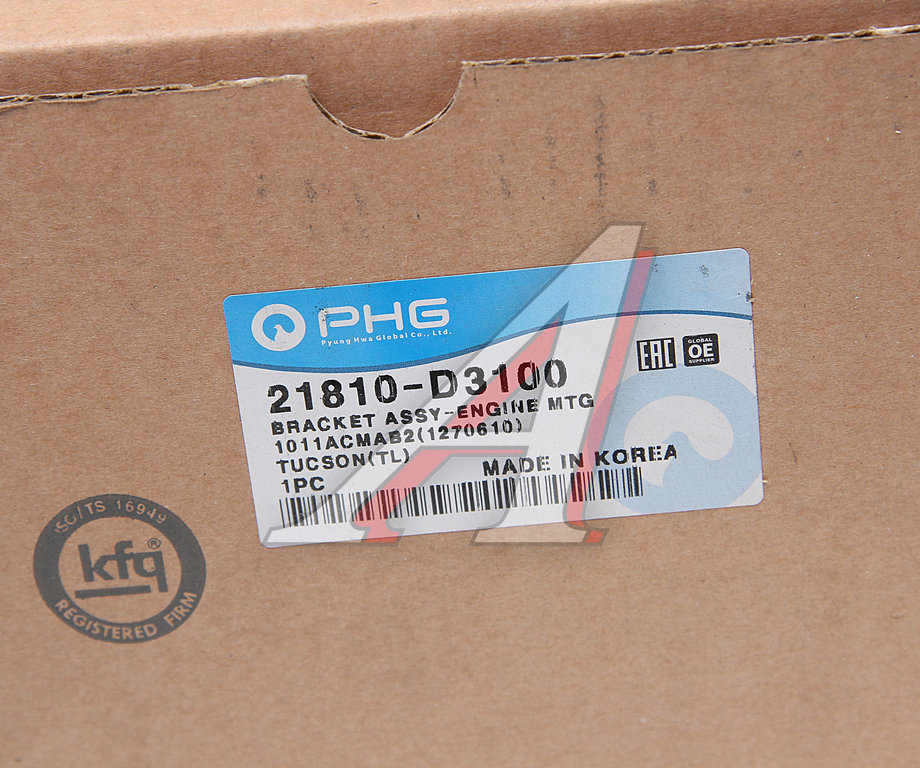 PHG
Pyung Hwa Global Co., Ltd.
EAC
GLOBAL
OE
SUPPLIER
21810-D3100
BRACKET ASSY-ENGINE MTG
1011ACMAB2(1270610)
TUCSON(TL)
1PC
MADE IN KOREA
ISO/TS 16949
kfq®
REGISTERED FIRM